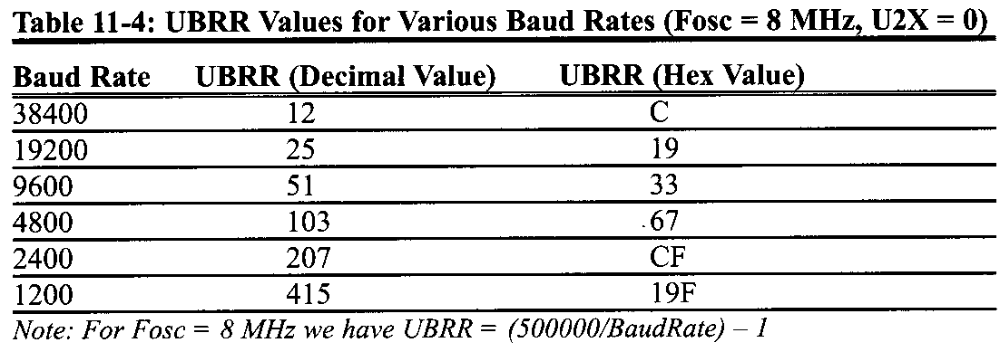 Table 11-4: UBRR Values for Various Baud Rates (Fosc = 8 MHz, U2X = 0)
Baud Rate UBRR (Decimal Value) UBRR (Hex Value)
38400 12 C
19200 25 19
9600 51 33
4800 103 67
2400 207 CF
1200 415 19F
Note: For Fosc = 8 MHz we have UBRR = (500000/BaudRate) – 1